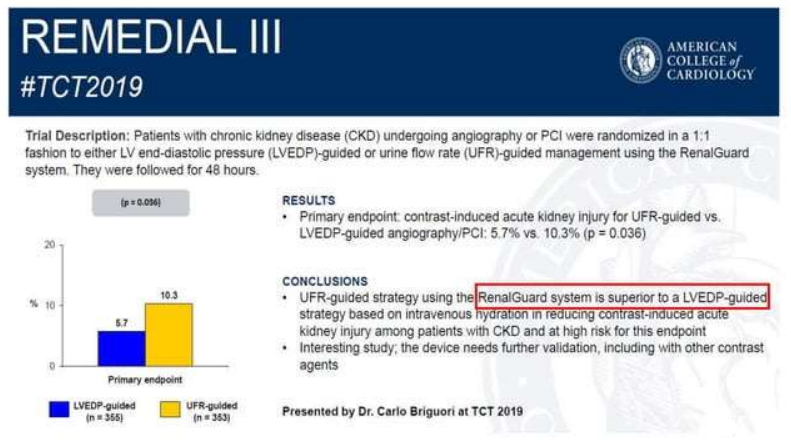 REMEDIAL III
#TCT2019
AMERICAN
COLLEGE of
CARDIOLOGY
Trial Description: Patients with chronic kidney disease (CKD) undergoing angiography or PCI were randomized in a 1:1
fashion to either LV end-diastolic pressure (LVEDP)-guided or urine flow rate (UFR)-guided management using the RenalGuard
system. They were followed for 48 hours.
(p = 0.036)
20
% 10
0
5.7
10.3
Primary endpoint
LVEDP-guided
(n = 355)
UFR-guided
(n = 353)
RESULTS
• Primary endpoint: contrast-induced acute kidney injury for UFR-guided vs.
LVEDP-guided angiography/PCI: 5.7% vs. 10.3% (p = 0.036)
CONCLUSIONS
• UFR-guided strategy using the RenalGuard system is superior to a LVEDP-guided
strategy based on intravenous hydration in reducing contrast-induced acute
kidney injury among patients with CKD and at high risk for this endpoint
• Interesting study; the device needs further validation, including with other contrast
agents
Presented by Dr. Carlo Briguori at TCT 2019